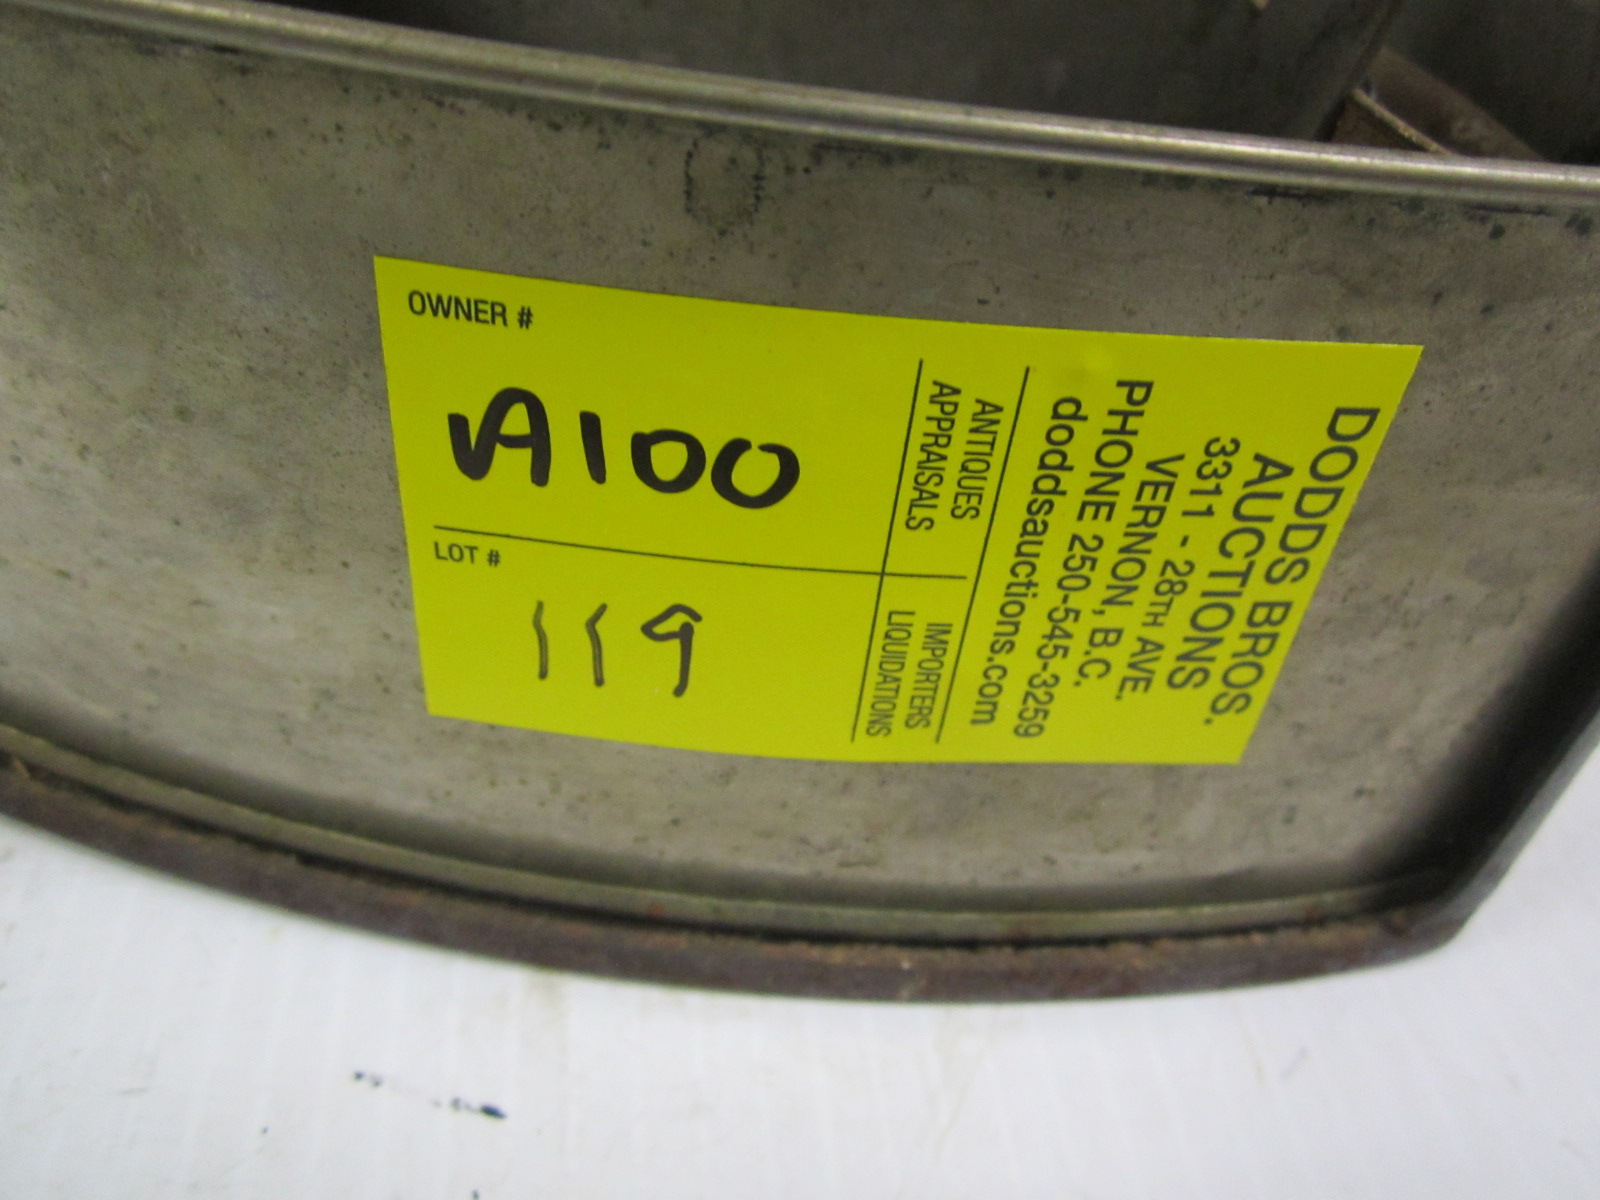 OWNER #
A100
LOT #
119
DODDS BROS.
AUCTIONS
3311 - 28TH AVE.
VERNON, B.C.
PHONE 250-545-3259
doddsauctions.com
ANTIQUES
APPRAISALS
IMPORTERS
LIQUIDATIONS